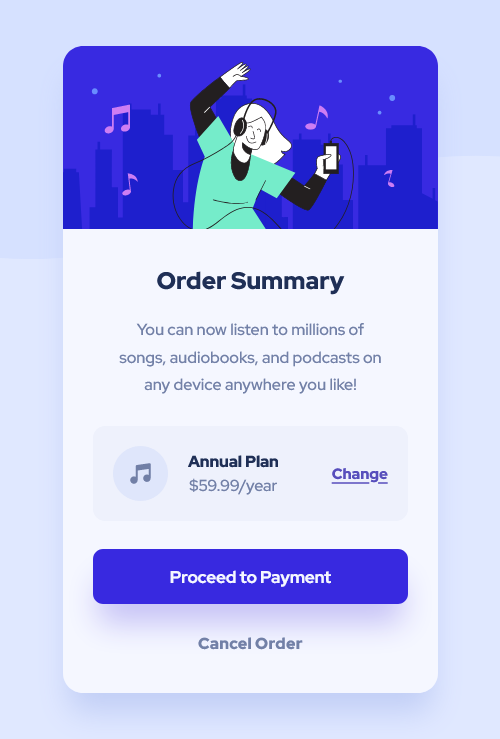 Order Summary
You can now listen to millions of
songs, audiobooks, and podcasts on
any device anywhere you like!
Annual Plan
$59.99/year
Change
Proceed to Payment
Cancel Order